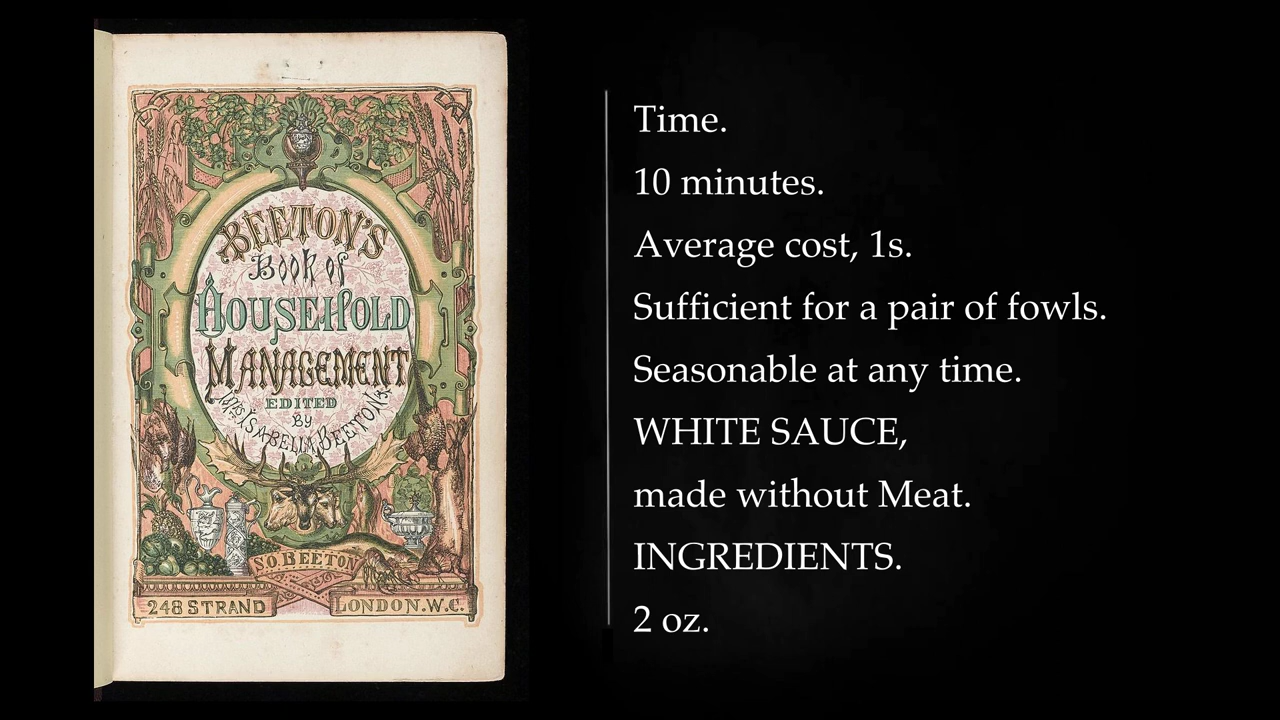 BEETON'S
Book of
HOUSEHOLD
MANAGEMENT
EDITED
BY
MRS ISABELLA BEETON
S.O. BEETON
248 STRAND
LONDON. W.C.
Time.
10 minutes.
Average cost, 1s.
Sufficient for a pair of fowls.
Seasonable at any time.
WHITE SAUCE,
made without Meat.
INGREDIENTS.
2 oz.